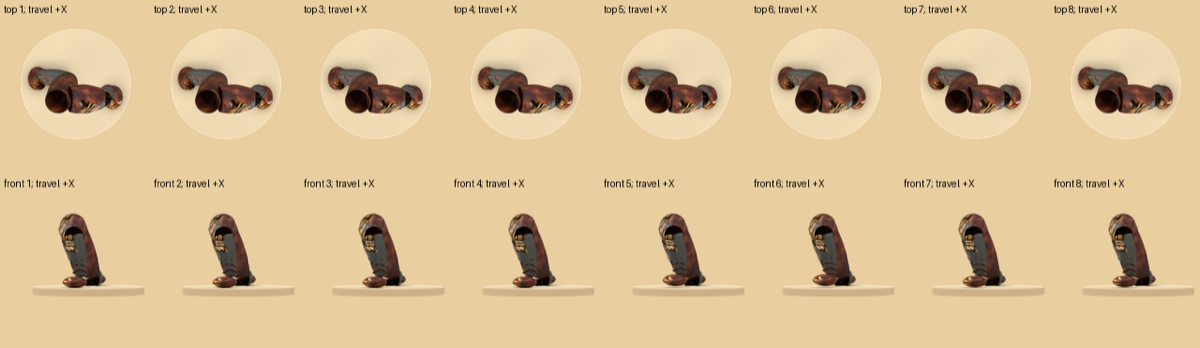 top 1; travel +X
top 2; travel +X
top 3; travel +X
top 4; travel +X
top 5; travel +X
top 6; travel +X
top 7; travel +X
top 8; travel +X
front 1; travel +X
front 2; travel +X
front 3; travel +X
front 4; travel +X
front 5; travel +X
front 6; travel +X
front 7; travel +X
front 8; travel +X